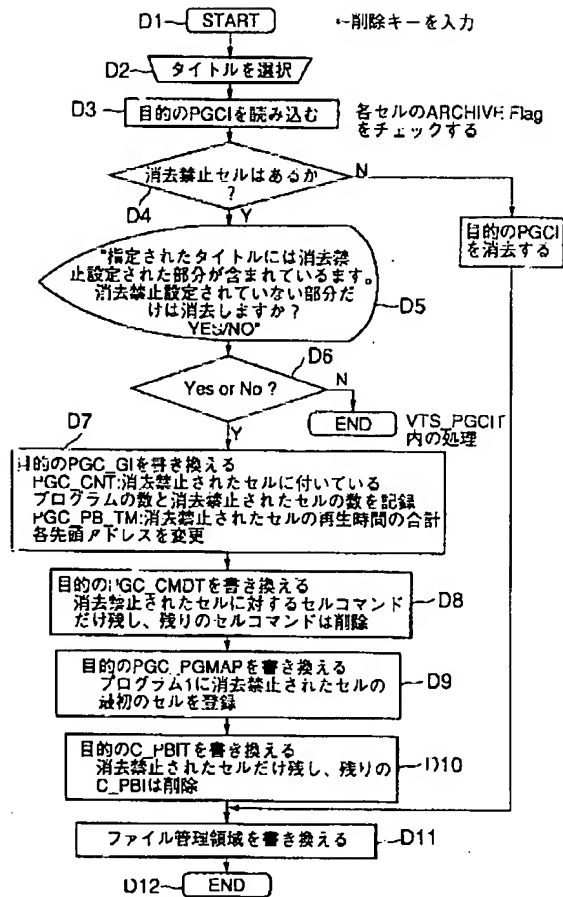 D1 START
←削除キーを入力
D2 タイトルを選択
D3 目的のPGCIを読み込む
各セルのARCHIVE Flag
をチェックする
消去禁止セルはあるか
?
D4
N
Y
目的のPGCI
を消去する
"指定されたタイトルには消去禁
止設定された部分が含まれているます。
消去禁止設定されていない部分だ
けは消去しますか?
YES/NO"
D5
D6
Yes or No ?
N
Y
END
VTS_PGCIT
内の処理
D7
目的のPGC_GIを書き換える
PGC_CNT:消去禁止されたセルに付いている
プログラムの数と消去禁止されたセルの数を記録
PGC_PB_TM:消去禁止されたセルの再生時間の合計
各先頭アドレスを変更
目的のPGC_CMDTを書き換える
消去禁止されたセルに対するセルコマンド
だけ残し、残りのセルコマンドは削除
D8
目的のPGC_PGMAPを書き換える
プログラム1に消去禁止されたセルの
最初のセルを登録
D9
目的のC_PBITを書き換える
消去禁止されたセルだけ残し、残りの
C_PBIは削除
D10
ファイル管理領域を書き換える
D11
D12 END